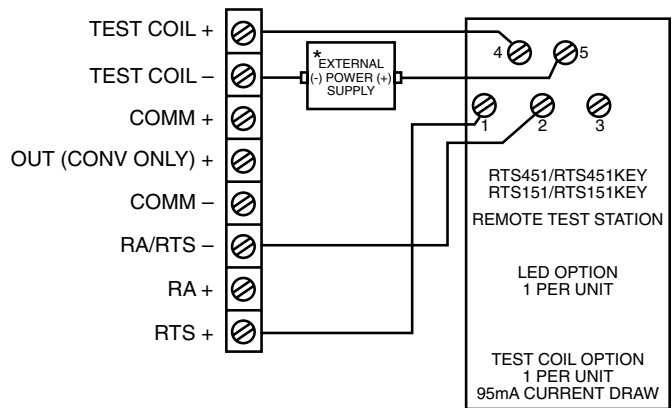 TEST COIL +
TEST COIL –
COMM +
OUT (CONV ONLY) +
COMM –
RA/RTS –
RA +
RTS +
*
EXTERNAL
(-) POWER (+)
SUPPLY
4 5
1 2 3
RTS451/RTS451KEY
RTS151/RTS151KEY
REMOTE TEST STATION
LED OPTION
1 PER UNIT
TEST COIL OPTION
1 PER UNIT
95mA CURRENT DRAW